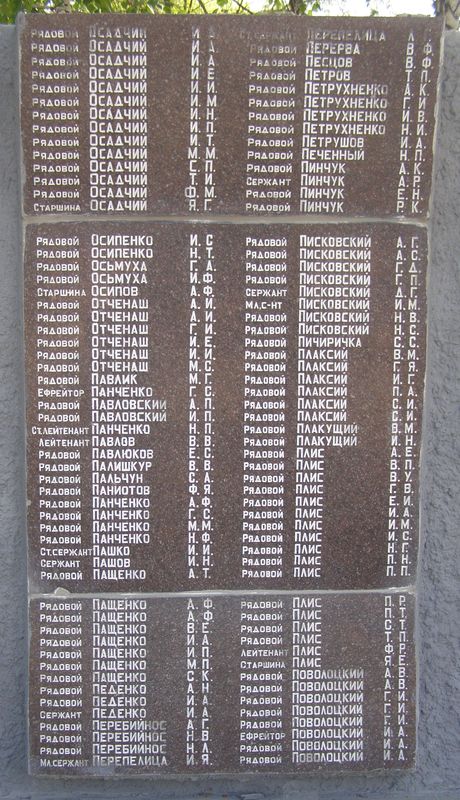 Рядовой Осадчий И.
Рядовой Осадчий И. А
Рядовой Осадчий И. А
Рядовой Осадчий И. Е
Рядовой Осадчий И. И
Рядовой Осадчий И. М
Рядовой Осадчий И. Н
Рядовой Осадчий И. П.
Рядовой Осадчий И. Т.
Рядовой Осадчий М. М.
Рядовой Осадчий С. П.
Рядовой Осадчий Т. И.
Рядовой Осадчий Ф. М.
Старшина Осадчий Я. Г.
Рядовой Осипенко И. С
Рядовой Осипенко Н. Т.
Рядовой Осьмуха Г. А.
Рядовой Осьмуха И. Ф.
Старшина Осипов А. Ф
Рядовой Отченаш А. И.
Рядовой Отченаш А.
Рядовой Отченаш Г. И.
Рядовой Отченаш И. Е
Рядовой Отченаш И. И
Рядовой Отченаш М. С.
Рядовой Павлик М. Г.
Ефрейтор Панченко Г. С.
Рядовой Павловский А. П
Рядовой Павловский И. П.
Ст.лейтенант Панченко Н. П.
Лейтенант Павлов В. В.
Рядовой Павлюков Е. С.
Рядовой Палишкур В. В.
Рядовой Пальчун С. А.
Рядовой Паниотов Ф. Я.
Рядовой Панченко А. Ф.
Рядовой Панченко Г. С.
Рядовой Панченко М. М.
Рядовой Панченко Н. Ф.
Ст.сержант Пашко И. И.
Сержант Пашов И. Н.
Рядовой Пащенко А. Т.
Рядовой Пащенко А. Ф
Рядовой Пащенко А. Ф.
Рядовой Пащенко В. Е
Рядовой Пащенко И. А
Рядовой Пащенко И. П
Рядовой Пащенко М. П
Рядовой Пащенко С. К
Рядовой Педенко А. Н
Рядовой Педенко И. А
Сержант Педенко И. А
Рядовой Перебийнос А. Г
Рядовой Перебийнос Н. В
Рядовой Перебийнос Н. Л.
Мл.сержант Перепелица И. Я.
Ст.сержант Перепелица
Рядовой Перерва В. Ф
Рядовой Песцов В. Ф
Рядовой Петров Т. П.
Рядовой Петрухненко А. К.
Рядовой Петрухненко Г. И
Рядовой Петрухненко И. В.
Рядовой Петрухненко Н. И.
Рядовой Петрушов И. А.
Рядовой Печенный Н. П.
Рядовой Пинчук А. К.
Сержант Пинчук А. Р.
Рядовой Пинчук Е. Н.
Рядовой Пинчук Р. К.
Рядовой Писковский А. Г.
Рядовой Писковский А. С.
Рядовой Писковский Г. Д.
Рядовой Писковский Г. П.
Сержант Писковский Д. Г.
Мл.с-нт Писковский И. М.
Рядовой Писковский Н. В.
Рядовой Писковский Н. С.
Рядовой Пичиричка С. С.
Рядовой Плаксий В. М.
Рядовой Плаксий Г. Я
Рядовой Плаксий И. Г.
Рядовой Плаксий П. А.
Рядовой Плаксий С. И.
Рядовой Плаксий С. И.
Рядовой Плакущий В. М.
Рядовой Плакущий И. Н.
Рядовой Плис А. Е.
Рядовой Плис В. П.
Рядовой Плис В. У.
Рядовой Плис Г. В.
Рядовой Плис Е. И.
Рядовой Плис И. А.
Рядовой Плис И. М.
Рядовой Плис И. С.
Рядовой Плис Н. Г.
Рядовой Плис П. Н.
Рядовой Плис П. П.
Рядовой Плис П. Р.
Рядовой Плис П. Т.
Рядовой Плис С. Т
Рядовой Плис Т. П
Лейтенант Плис Ф. Р.
Старшина Плис Я. Е
Рядовой Поволоцкий А. В
Рядовой Поволоцкий А. В
Рядовой Поволоцкий Г. И
Рядовой Поволоцкий Г. И
Рядовой Поволоцкий Г. И
Ефрейтор Поволоцкий И. А
Рядовой Поволоцкий И. А.
Рядовой Поволоцкий И. А.